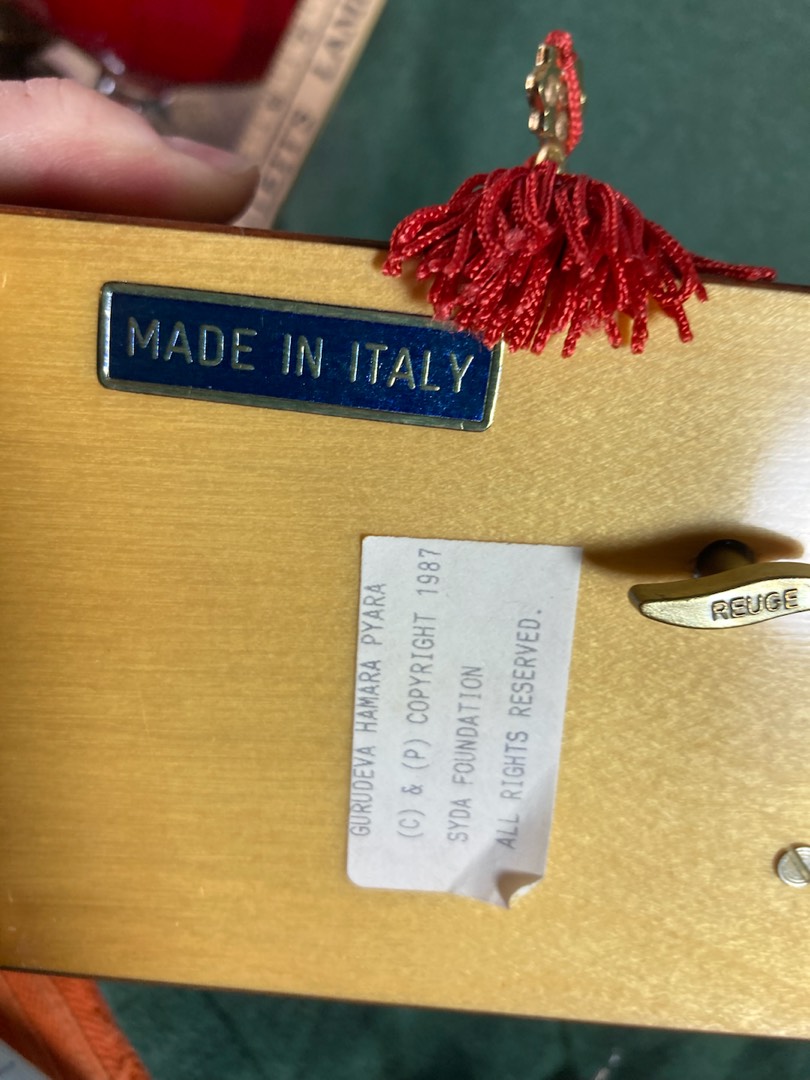 MADE IN ITALY
GURUDEVA HAMARA PYARA
(C) & (P) COPYRIGHT 1987
SYDA FOUNDATION
ALL RIGHTS RESERVED.
REUGE